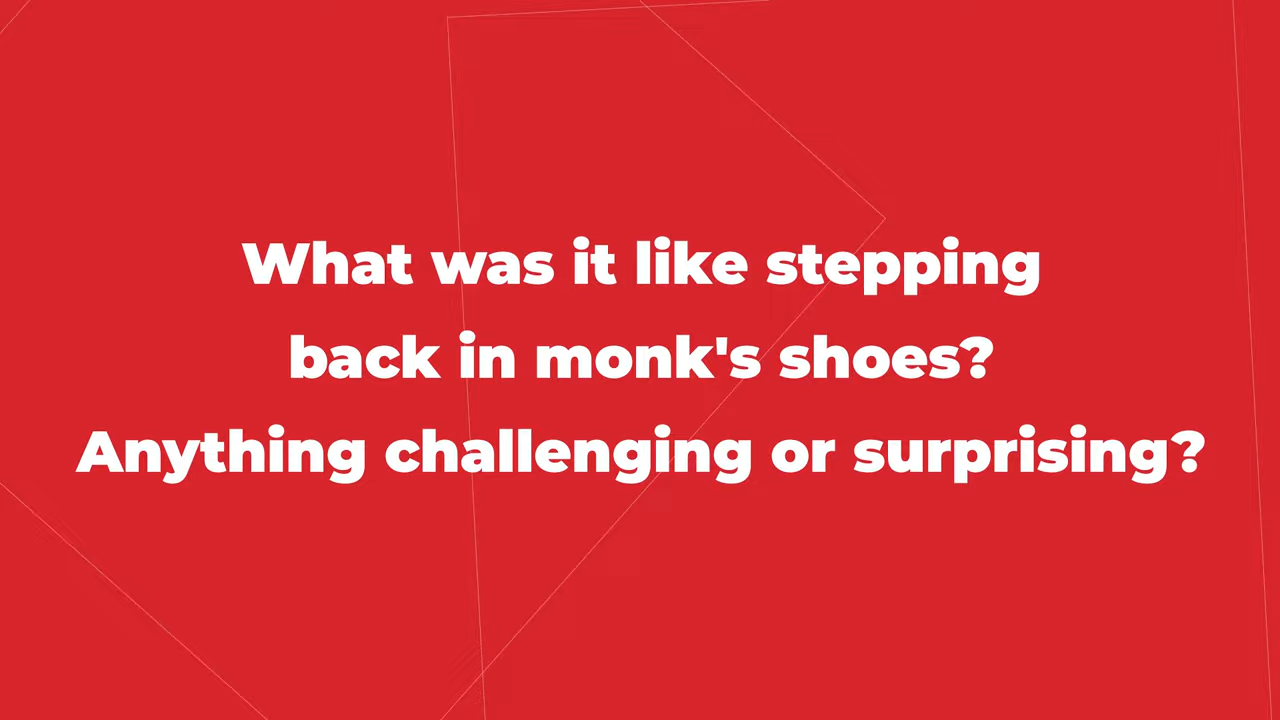 What was it like stepping
back in monk's shoes?
Anything challenging or surprising?